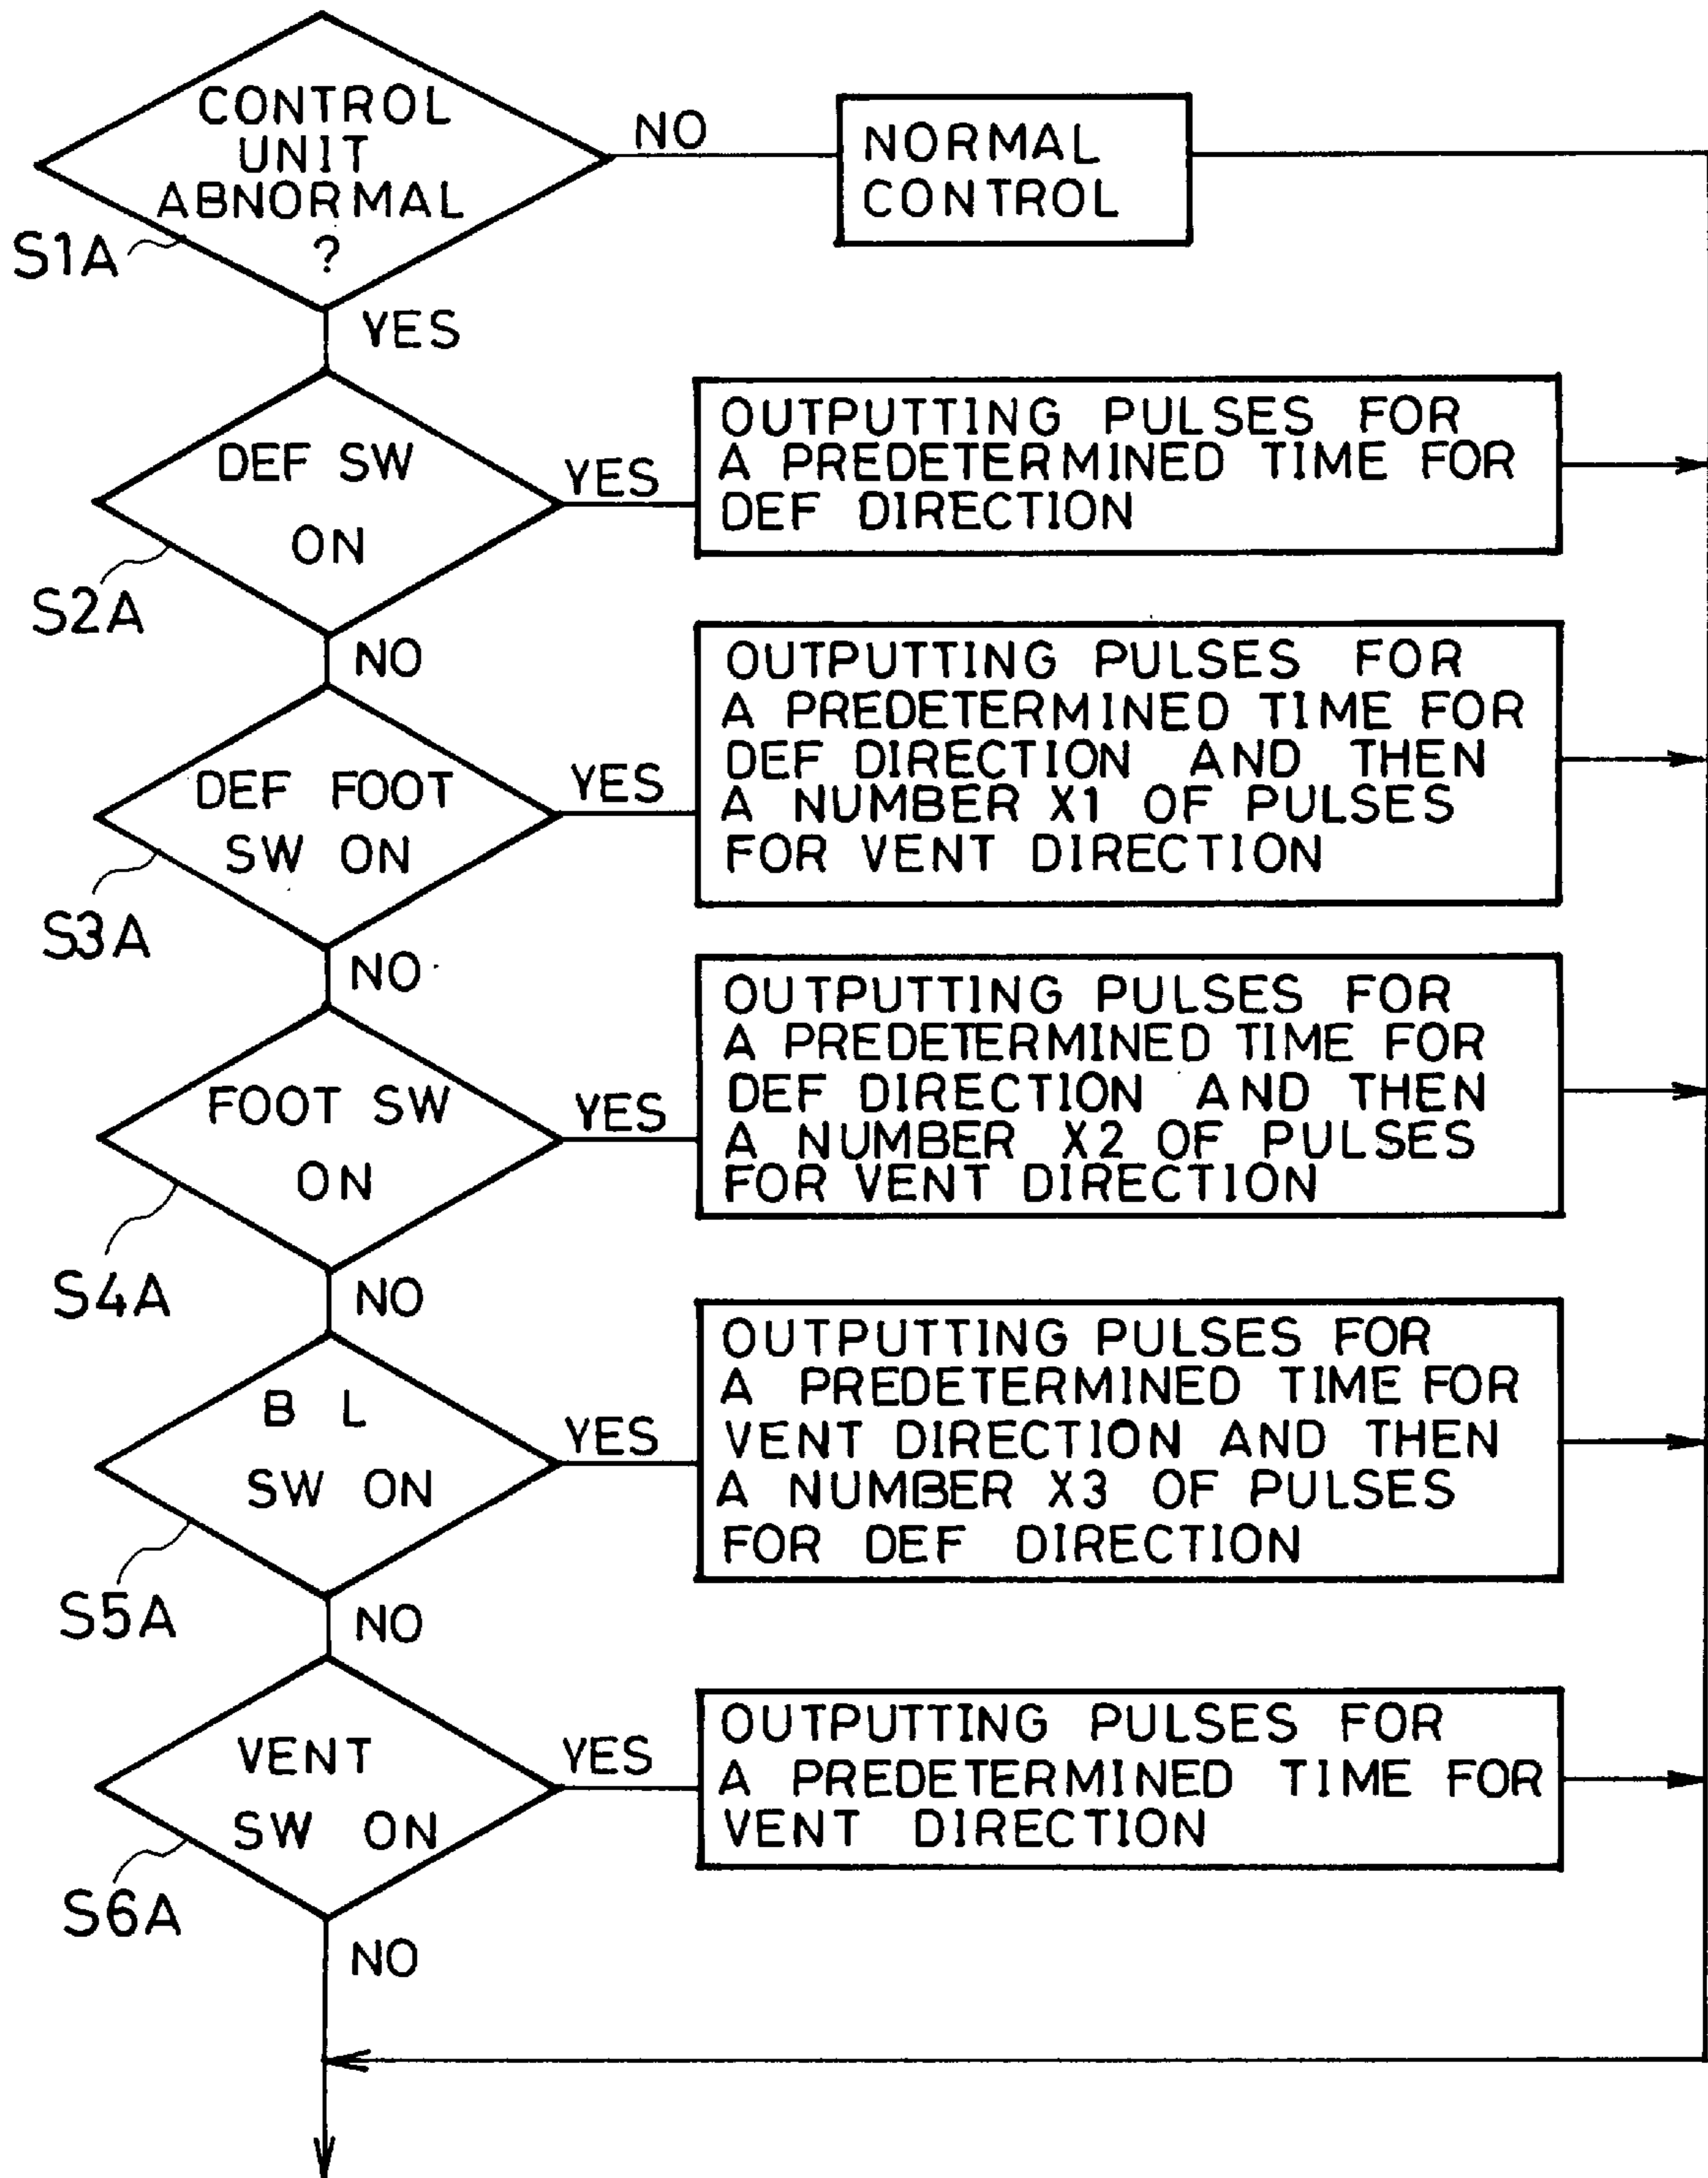 CONTROL
UNIT
ABNORMAL
?
S1A
NO
NORMAL
CONTROL
YES
DEF SW
ON
S2A
YES
OUTPUTTING PULSES FOR
A PREDETERMINED TIME FOR
DEF DIRECTION
NO
DEF FOOT
SW ON
S3A
YES
OUTPUTTING PULSES FOR
A PREDETERMINED TIME FOR
DEF DIRECTION AND THEN
A NUMBER X1 OF PULSES
FOR VENT DIRECTION
NO
FOOT SW
ON
S4A
YES
OUTPUTTING PULSES FOR
A PREDETERMINED TIME FOR
DEF DIRECTION AND THEN
A NUMBER X2 OF PULSES
FOR VENT DIRECTION
NO
B L
SW ON
S5A
YES
OUTPUTTING PULSES FOR
A PREDETERMINED TIME FOR
VENT DIRECTION AND THEN
A NUMBER X3 OF PULSES
FOR DEF DIRECTION
NO
VENT
SW ON
S6A
YES
OUTPUTTING PULSES FOR
A PREDETERMINED TIME FOR
VENT DIRECTION
NO